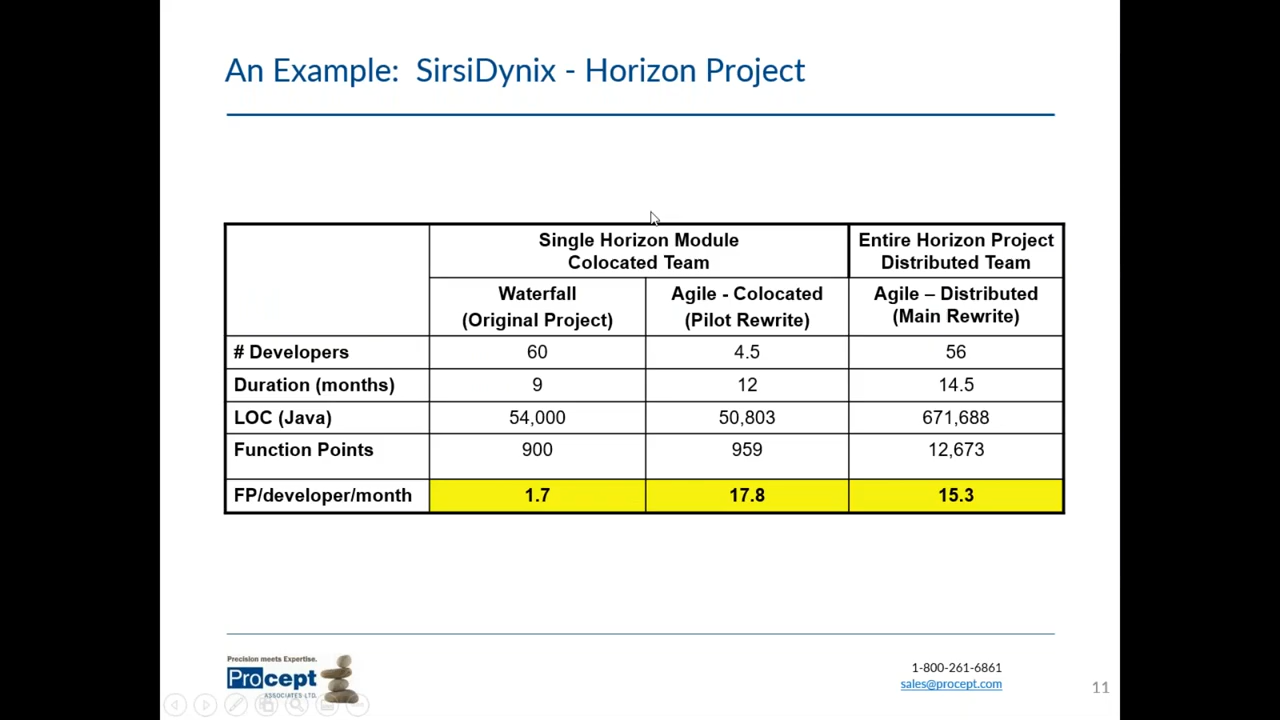 An Example:  SirsiDynix - Horizon Project
Single Horizon Module
Colocated Team
Entire Horizon Project
Distributed Team
Waterfall
(Original Project)
Agile - Colocated
(Pilot Rewrite)
Agile – Distributed
(Main Rewrite)
# Developers 60 4.5 56
Duration (months) 9 12 14.5
LOC (Java) 54,000 50,803 671,688
Function Points 900 959 12,673
FP/developer/month 1.7 17.8 15.3
Precision meets Expertise.
Procept
ASSOCIATES LTD.
1-800-261-6861
sales@procept.com
11